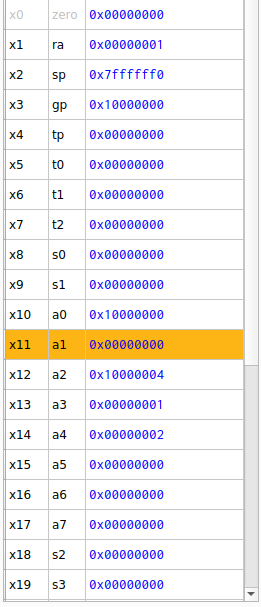 x0 zero 0x00000000
x1 ra 0x00000001
x2 sp 0x7ffffff0
x3 gp 0x10000000
x4 tp 0x00000000
x5 t0 0x00000000
x6 t1 0x00000000
x7 t2 0x00000000
x8 s0 0x00000000
x9 s1 0x00000000
x10 a0 0x10000000
x11 a1 0x00000000
x12 a2 0x10000004
x13 a3 0x00000001
x14 a4 0x00000002
x15 a5 0x00000000
x16 a6 0x00000000
x17 a7 0x00000000
x18 s2 0x00000000
x19 s3 0x00000000